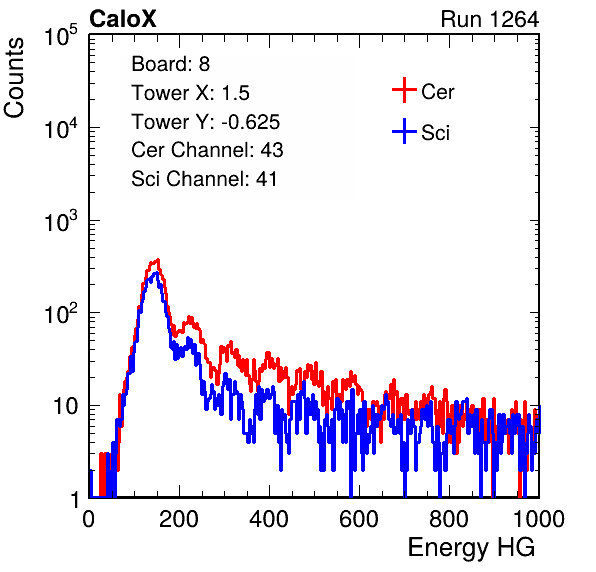 CaloX Run 1264
Counts
Board: 8
Tower X: 1.5
Tower Y: -0.625
Cer Channel: 43
Sci Channel: 41
Cer
Sci
10^5
10^4
10^3
10^2
10
1
0 200 400 600 800 1000
Energy HG